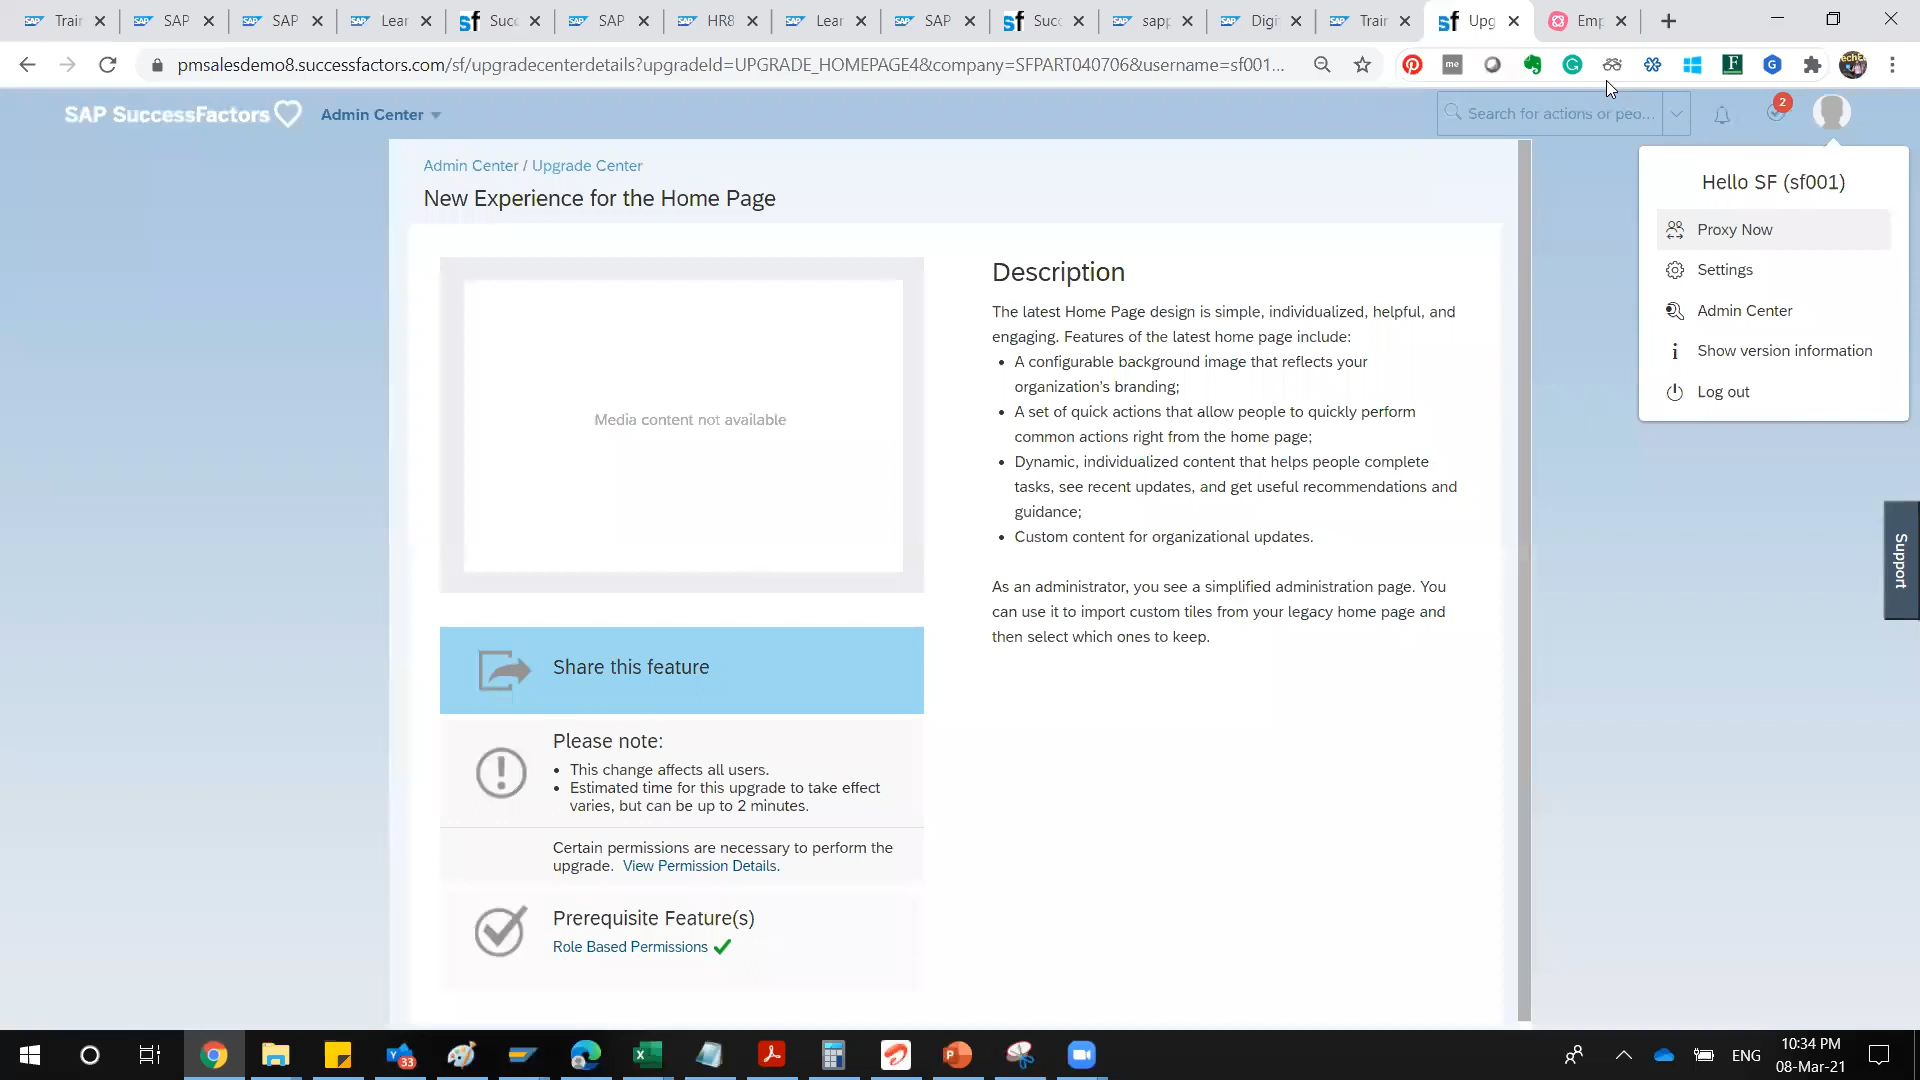 Train
SAP
SAP
Lear
Succ
SAP
HR8
Lear
SAP
Succ
sapp
Digit
Train
Upg
Emp
pmsalesdemo8.successfactors.com/sf/upgradecenterdetails?upgradeId=UPGRADE_HOMEPAGE48&company=SFPART040706&username=sf001...
SAP SuccessFactors
Admin Center
Search for actions or peo...
2
Admin Center / Upgrade Center
New Experience for the Home Page
Hello SF (sf001)
Proxy Now
Settings
Admin Center
Show version information
Log out
Media content not available
Description
The latest Home Page design is simple, individualized, helpful, and
engaging. Features of the latest home page include:
• A configurable background image that reflects your
organization's branding;
• A set of quick actions that allow people to quickly perform
common actions right from the home page;
• Dynamic, individualized content that helps people complete
tasks, see recent updates, and get useful recommendations and
guidance;
• Custom content for organizational updates.
As an administrator, you see a simplified administration page. You
can use it to import custom tiles from your legacy home page and
then select which ones to keep.
Support
Share this feature
Please note:
• This change affects all users.
• Estimated time for this upgrade to take effect
varies, but can be up to 2 minutes.
Certain permissions are necessary to perform the
upgrade. View Permission Details.
Prerequisite Feature(s)
Role Based Permissions
33
ENG
10:34 PM
08-Mar-21